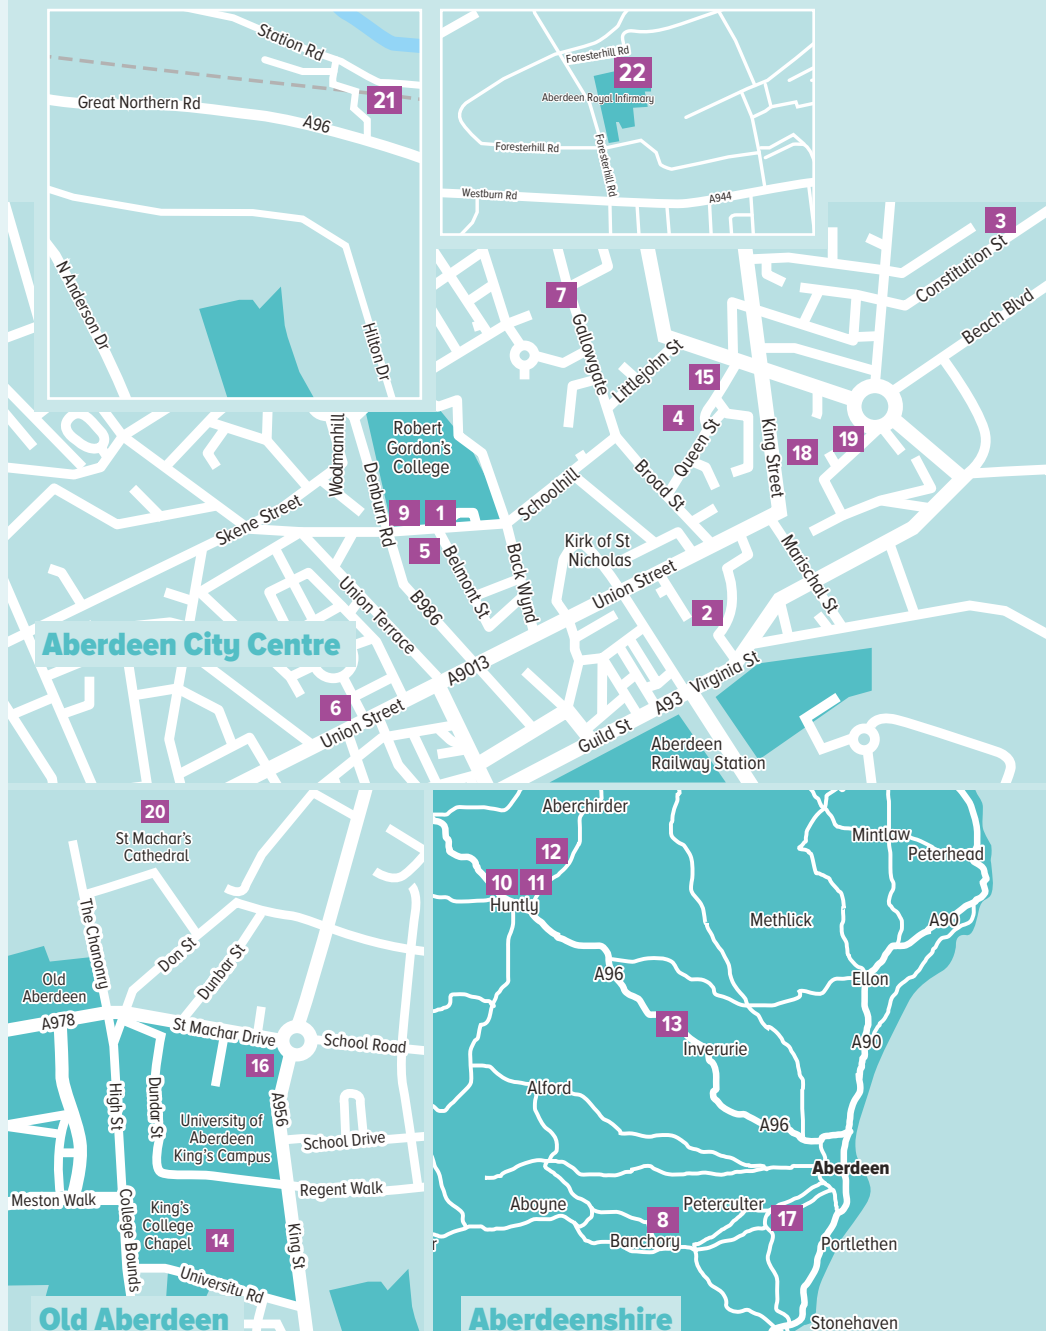 Station Rd
Great Northern Rd
A96
21
N Anderson Dr
Hilton Dr
Foresterhill Rd
22
Aberdeen Royal Infirmary
Foresterhill Rd
Foresterhill Rd
Westburn Rd
A944
3
Constitution St
Beach Blvd
7
Gallowgate
Littlejohn St
15
4
Queen St
King Street
18
19
Woolmanhill
Robert
Gordon's
College
Denburn Rd
9
1
5
Schoolhill
Broad St
Skene Street
Belmont St
Back Wynd
Kirk of St
Nicholas
Union Street
Marischal St
2
Union Terrace
B986
Aberdeen City Centre
A9013
Virginia St
A93
6
Union Street
Guild St
Aberdeen
Railway Station
20
St Machar's
Cathedral
The Chanonry
Don St
Dunbar St
Old
Aberdeen
A978
St Machar Drive
School Road
16
High St
Dundar St
A956
University of
Aberdeen
King's Campus
School Drive
Meston Walk
Regent Walk
College Bounds
King's
College
Chapel
14
King St
Universitu Rd
Old Aberdeen
Aberchirder
12
10
11
Huntly
Mintlaw
Peterhead
Methlick
A90
A96
Ellon
13
Inverurie
A90
Alford
A96
Aberdeen
Aboyne
8
Peterculter
17
Banchory
r
Portlethen
Stonehaven
Aberdeenshire